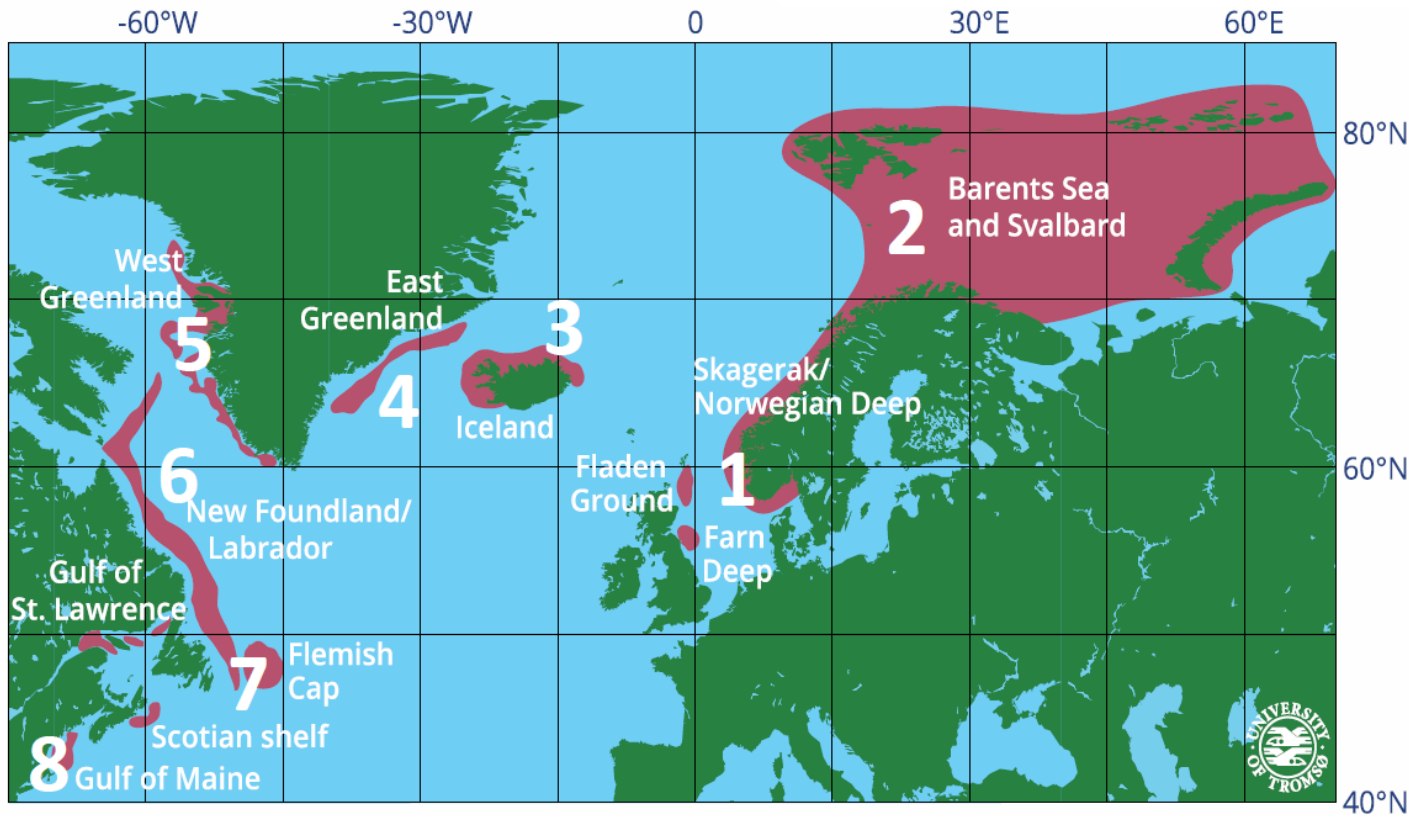 -60°W -30°W 0 30°E 60°E
80°N
Barents Sea
and Svalbard
2
West
Greenland
5
East
Greenland
4
3
Iceland
Skagerak/
Norwegian Deep
1
60°N
Fladen
Ground
Farn
Deep
6
New Foundland/
Labrador
Gulf of
St. Lawrence
7
Flemish
Cap
Scotian shelf
8
Gulf of Maine
UNIVERSITY
OF TROMSØ
40°N